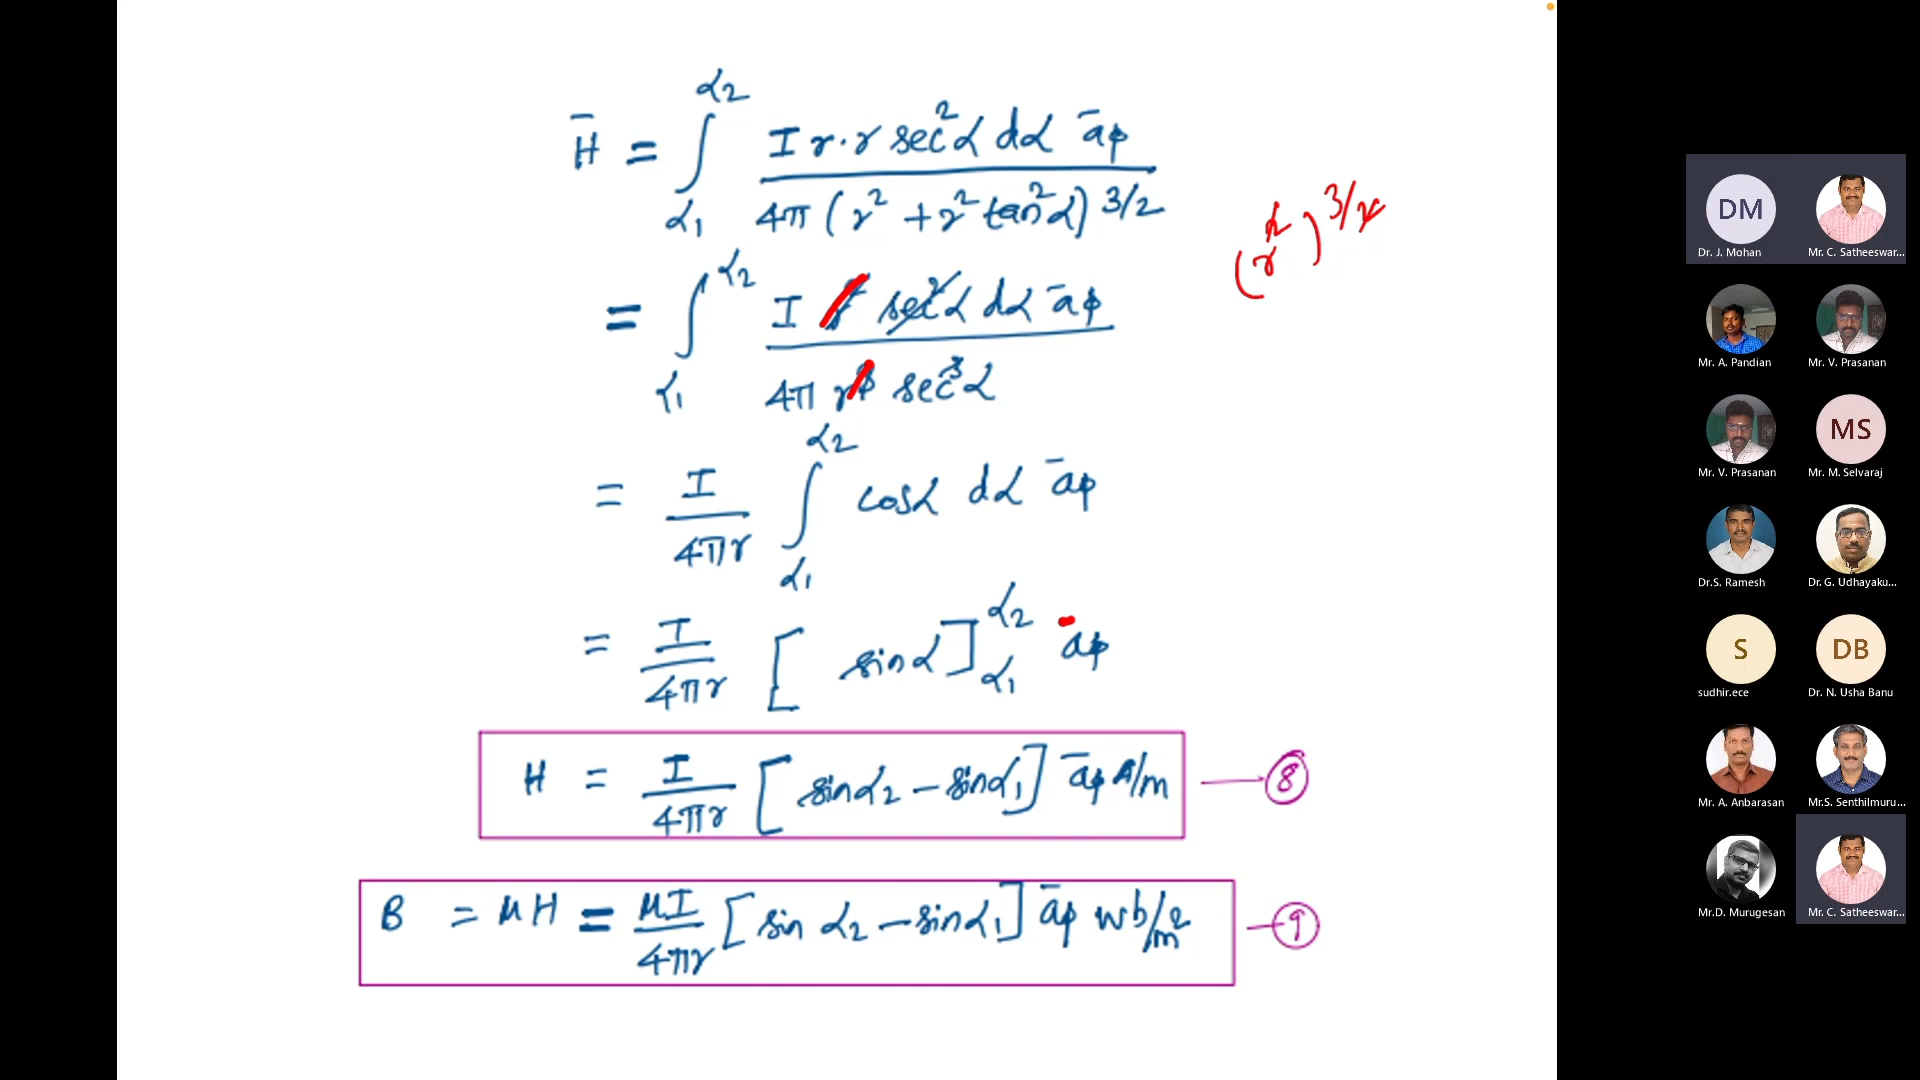 H̄ = ∫_{α1}^{α2} I r·r sec²α dα āφ / 4π (r² + r² tan²α)^{3/2}
(r²)^{3/2}
= ∫_{α1}^{α2} I r² sec²α dα āφ / 4π r³ sec³α
= I/4πr ∫_{α1}^{α2} cosα dα āφ
= I/4πr [ sinα ]_{α1}^{α2} āφ
H = I/4πr [ sinα2 – sinα1 ] āφ A/m — ⑧
B = μH = μI/4πr [ sin α2 – sinα1 ] āφ wb/m² — ⑨
DM
Dr. J. Mohan Mr. C. Satheeswar...
Mr. A. Pandian Mr. V. Prasanan
MS
Mr. V. Prasanan Mr. M. Selvaraj
Dr.S. Ramesh Dr. G. Udhayaku...
S DB
sudhir.ece Dr. N. Usha Banu
Mr. A. Anbarasan Mr.S. Senthilmuru...
Mr.D. Murugesan Mr. C. Satheeswar...